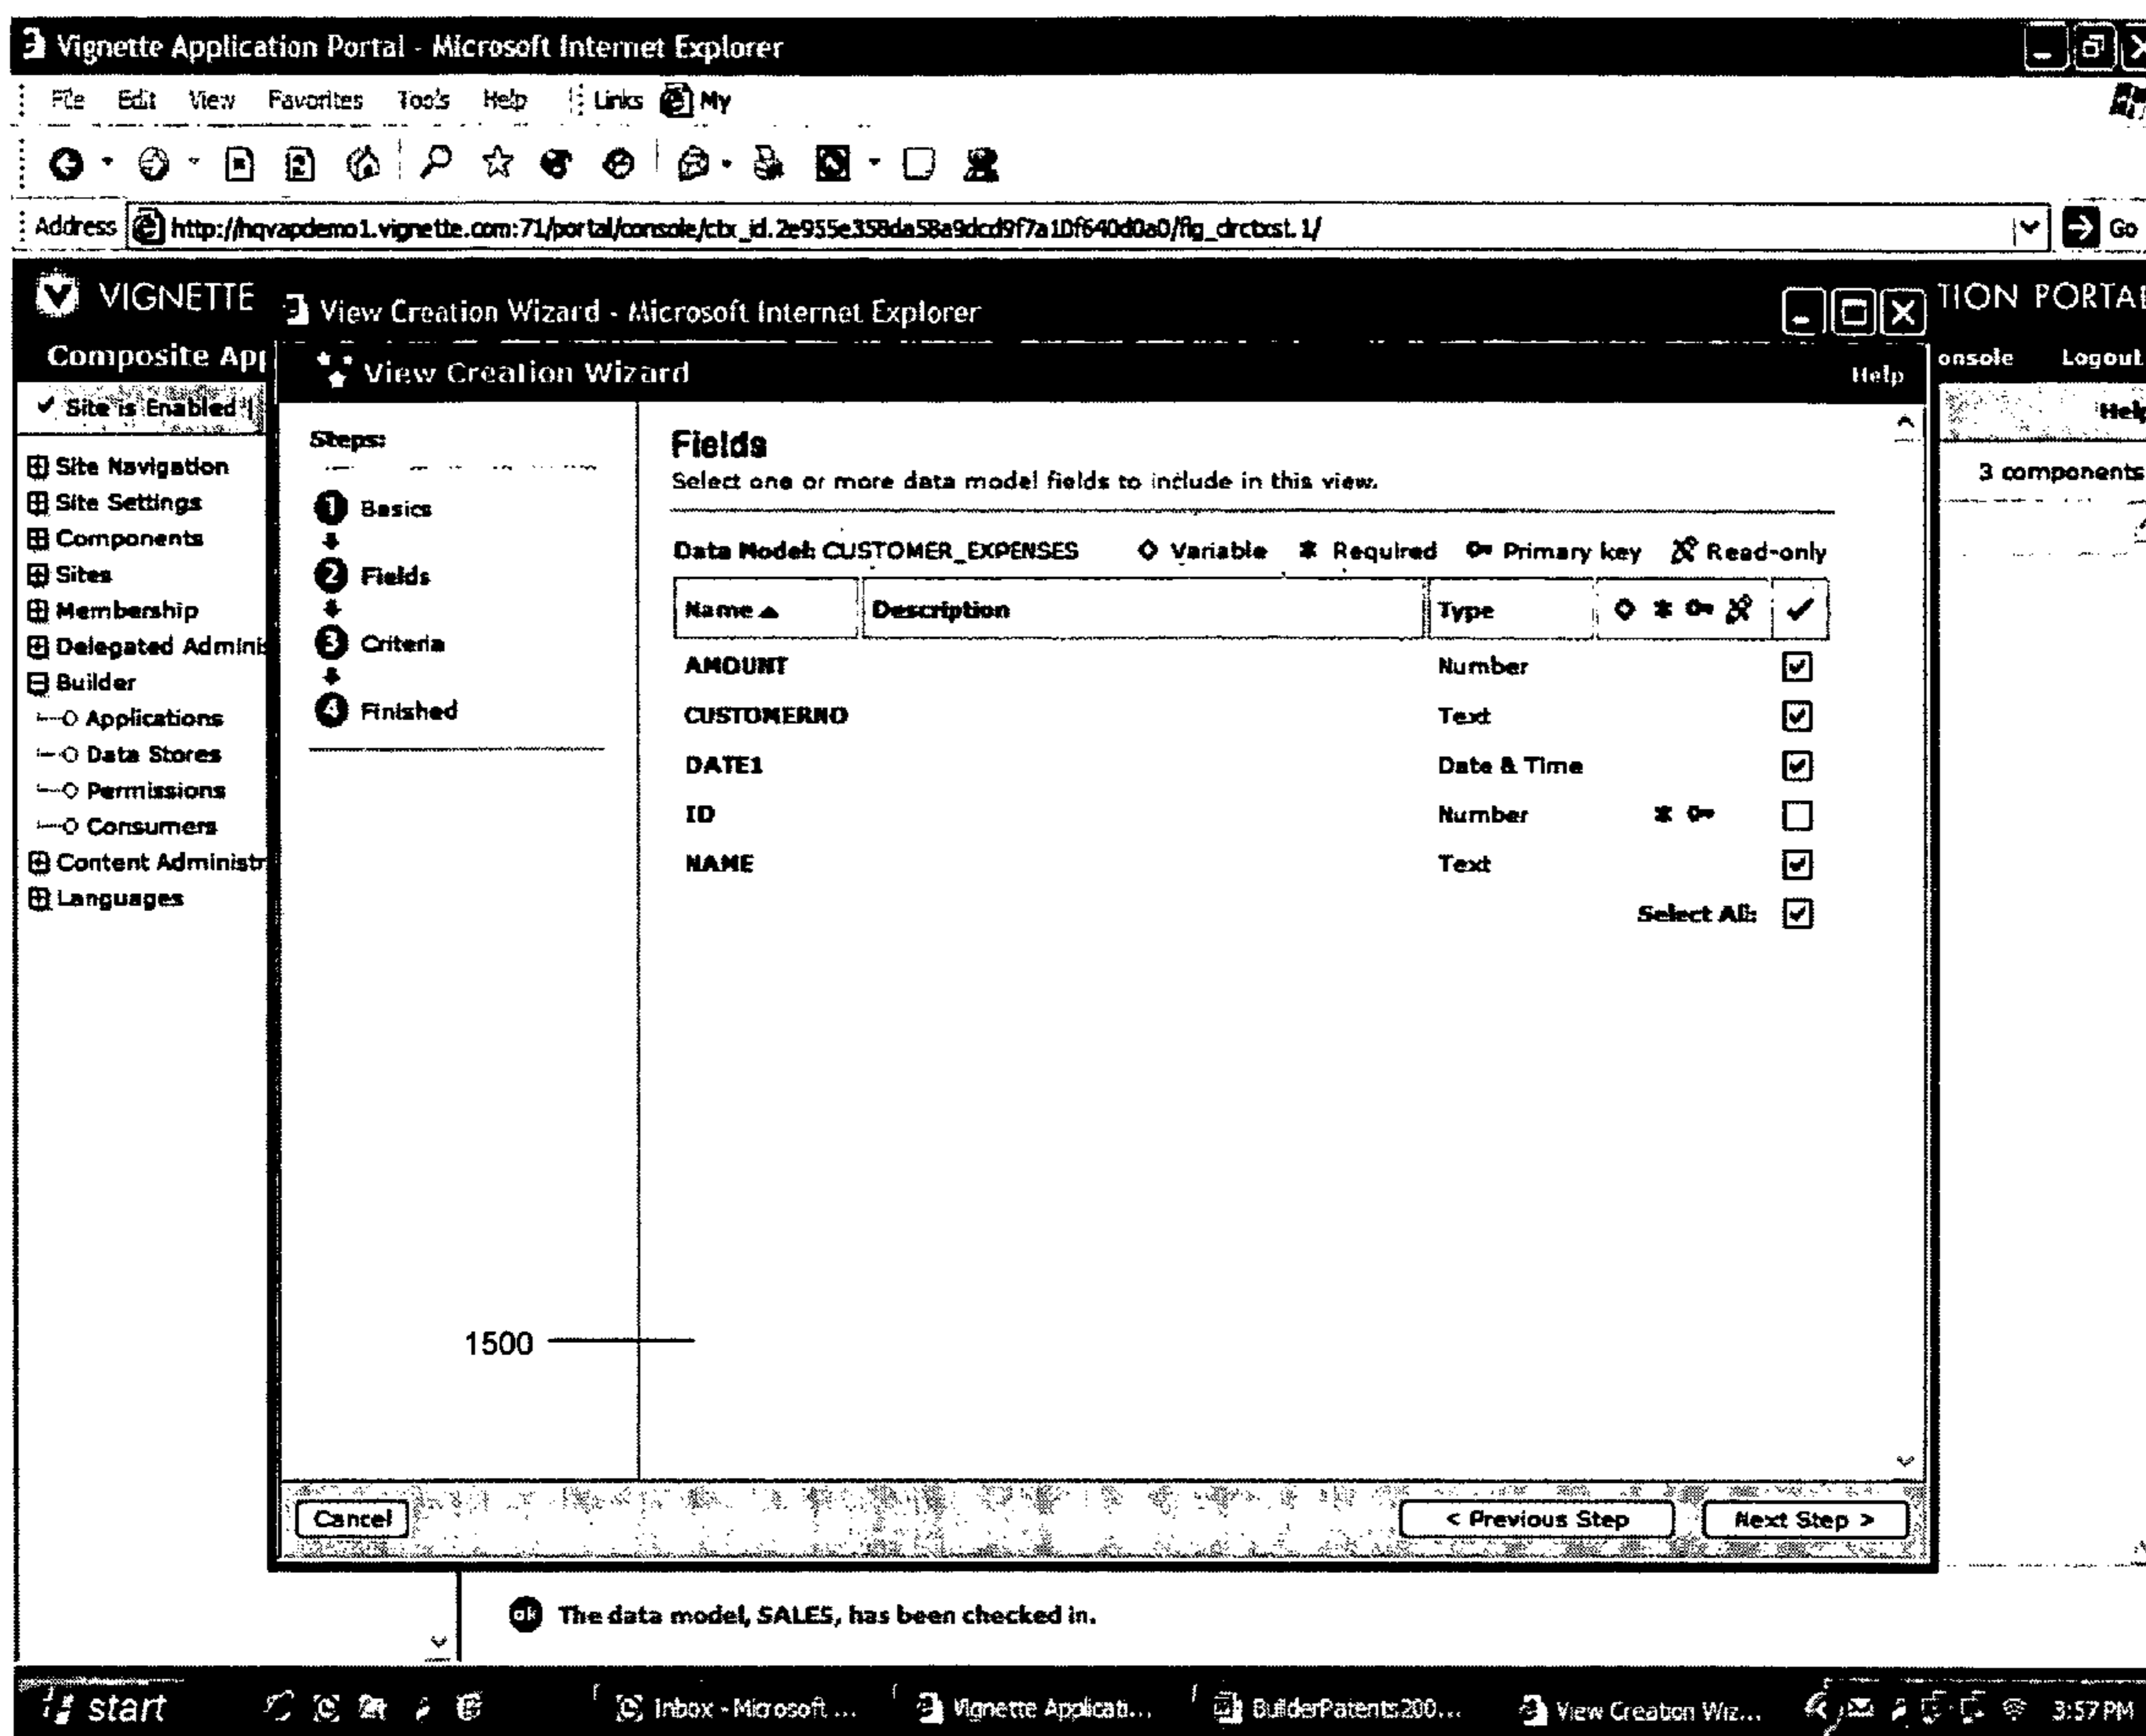 Vignette Application Portal - Microsoft Internet Explorer
File Edit View Favorites Tools Help Links My
Address http://hqvapdemo1.vignette.com:71/portal/console/ctx_id.2e955e358da58a9dcd9f7a10f640d0a0/flg_drctxst.1/ Go
VIGNETTE
TION PORTAL
View Creation Wizard - Microsoft Internet Explorer
Composite App
onsole Logout
View Creation Wizard Help
Site is Enabled
Help
3 components
Site Navigation
Site Settings
Components
Sites
Membership
Delegated Adminis
Builder
Applications
Data Stores
Permissions
Consumers
Content Administr
Languages
Steps:
1 Basics
2 Fields
3 Criteria
4 Finished
Fields
Select one or more data model fields to include in this view.
Data Model: CUSTOMER_EXPENSES Variable Required Primary key Read-only
Name Description Type
AMOUNT Number
CUSTOMERNO Text
DATE1 Date & Time
ID Number
NAME Text
Select All:
1500
Cancel < Previous Step Next Step >
ok The data model, SALES, has been checked in.
start Inbox - Microsoft ... Vignette Applicati... BuilderPatents200... View Creation Wiz... 3:57 PM